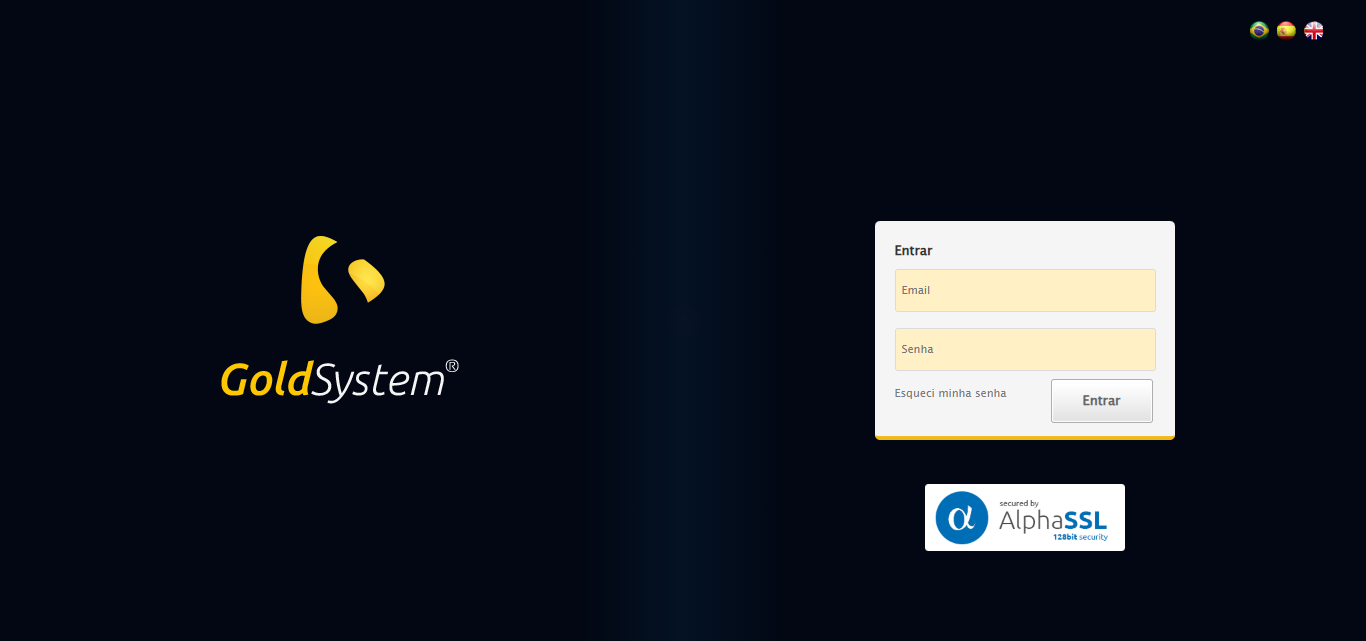 GoldSystem®
Entrar
Email
Senha
Esqueci minha senha
Entrar
secured by
α AlphaSSL
128bit security